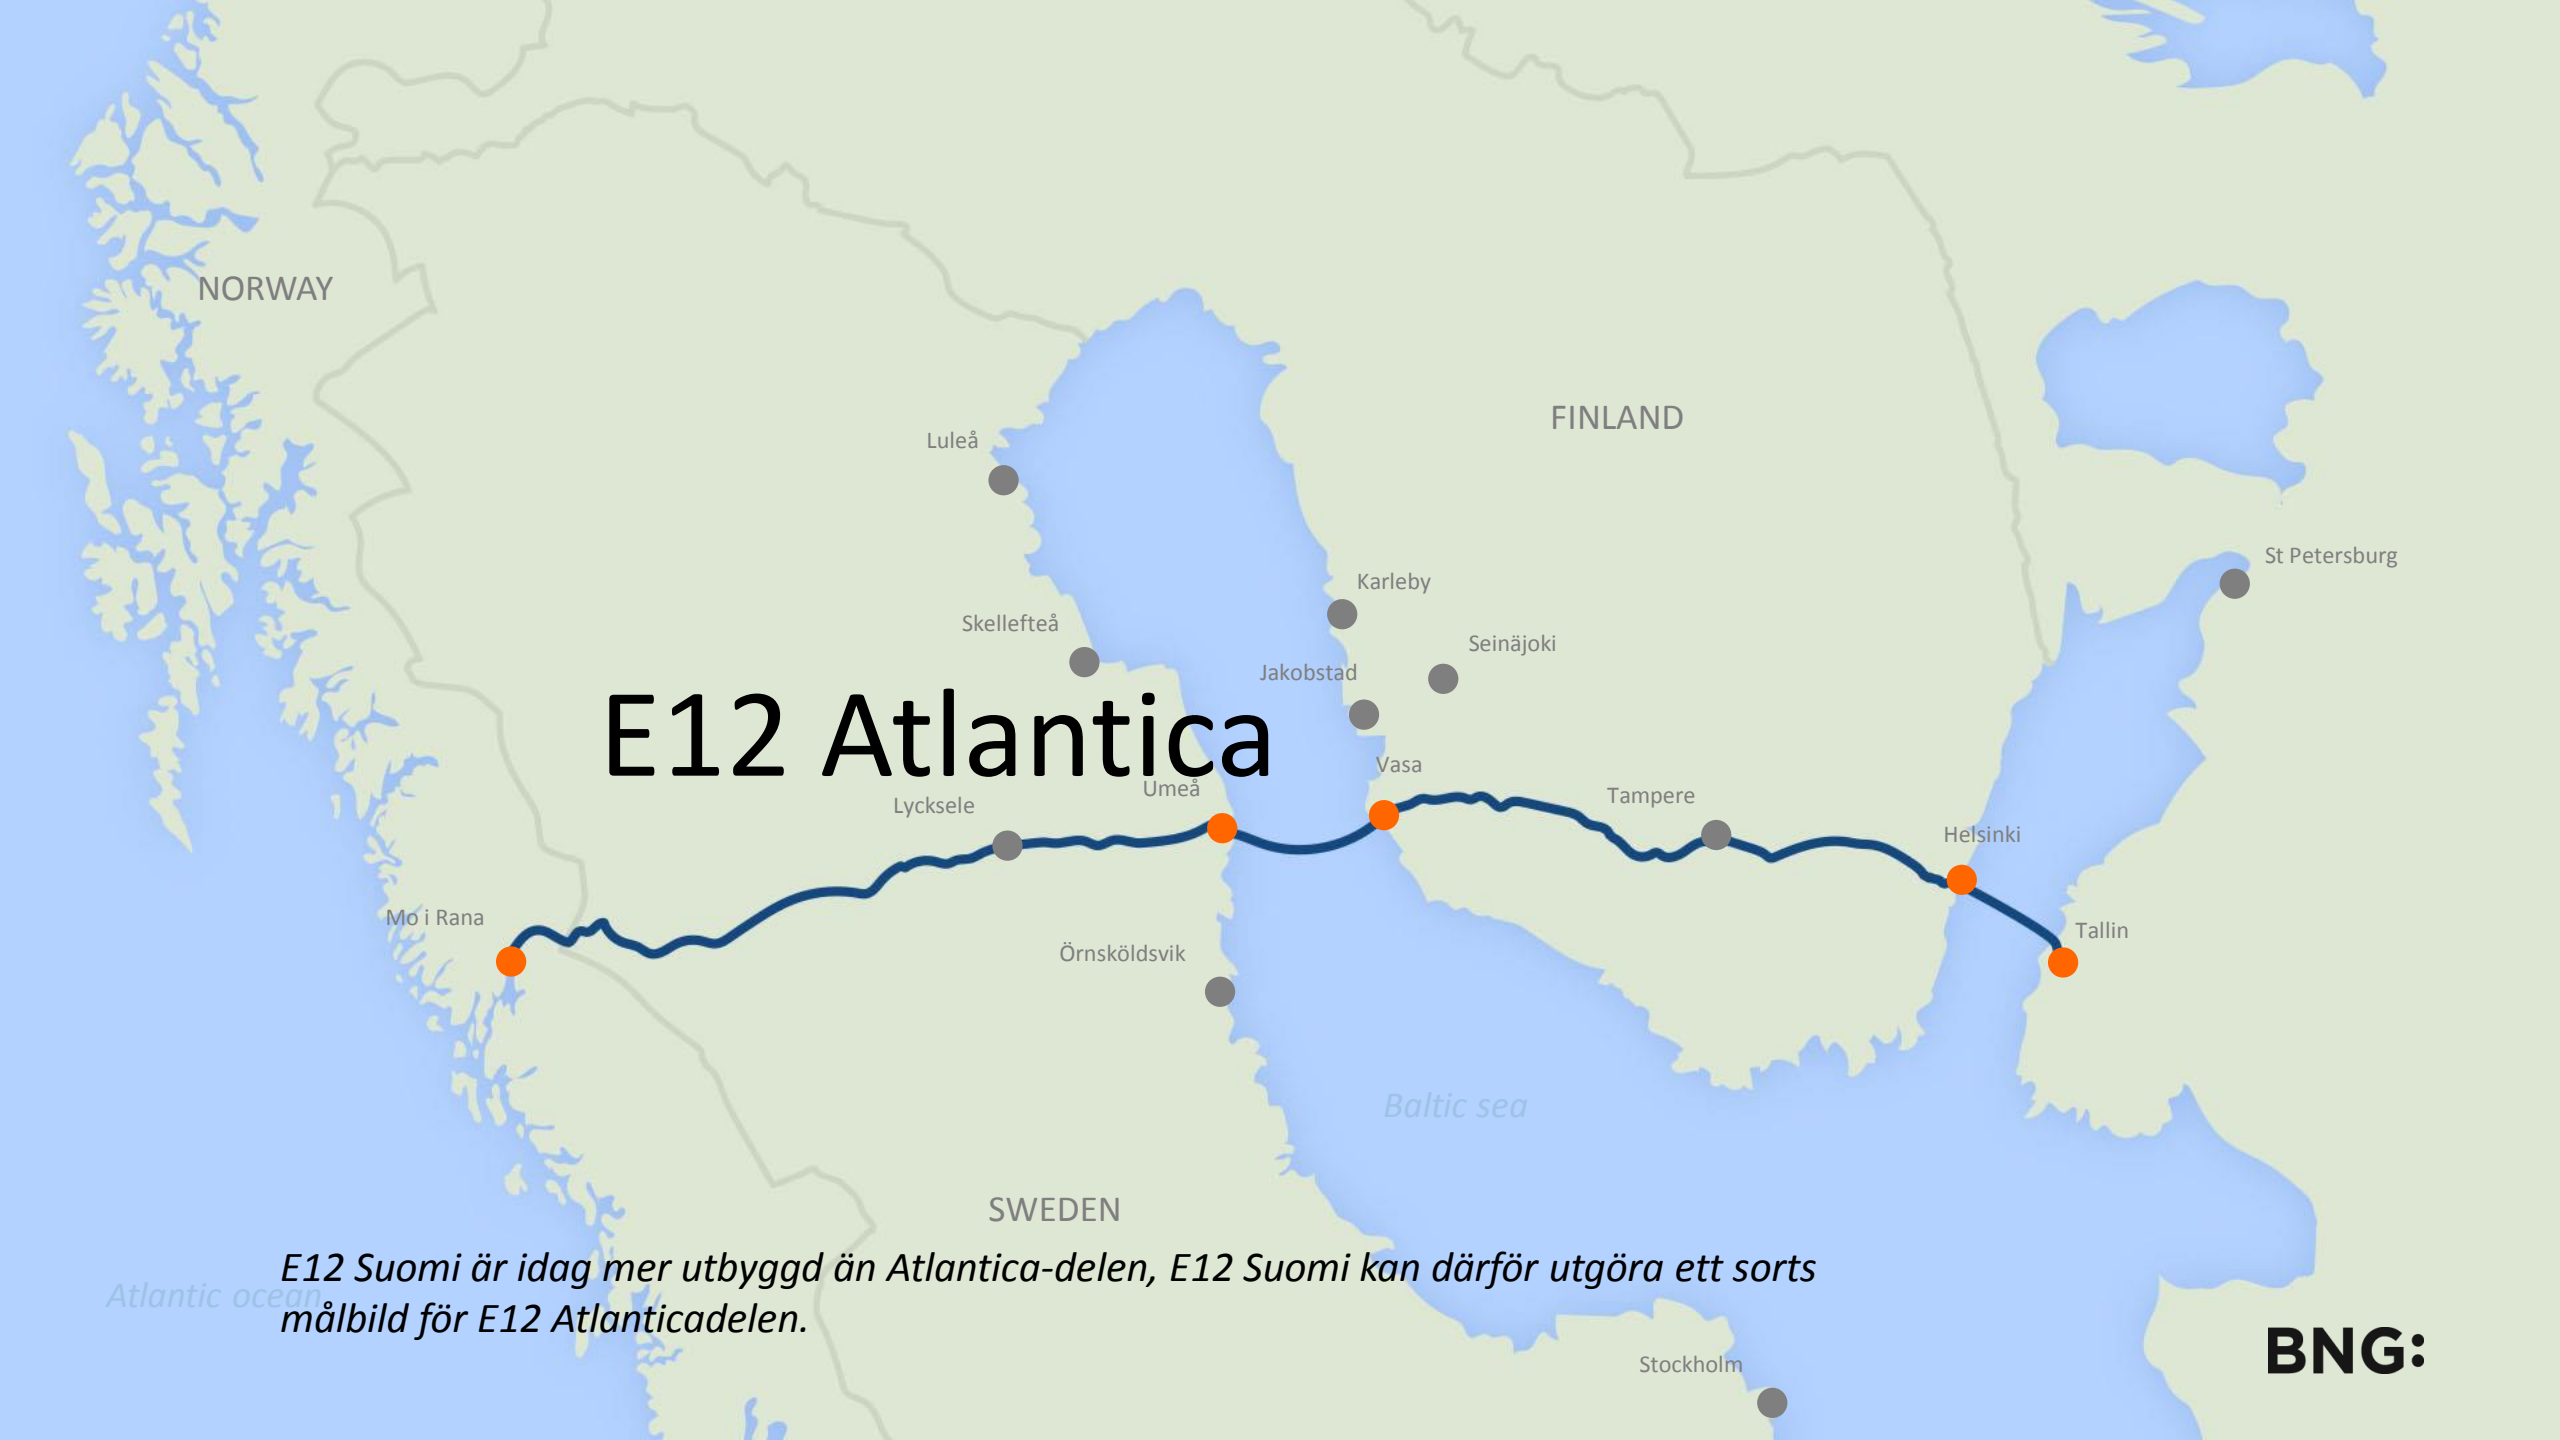 NORWAY
FINLAND
Luleå
St Petersburg
Karleby
Skellefteå
Seinäjoki
Jakobstad
E12 Atlantica
Vasa
Umeå
Tampere
Lycksele
Helsinki
Mo i Rana
Tallin
Örnsköldsvik
Baltic sea
SWEDEN
E12 Suomi är idag mer utbyggd än Atlantica-delen, E12 Suomi kan därför utgöra ett sorts
målbild för E12 Atlanticadelen.
Atlantic ocean
BNG:
Stockholm